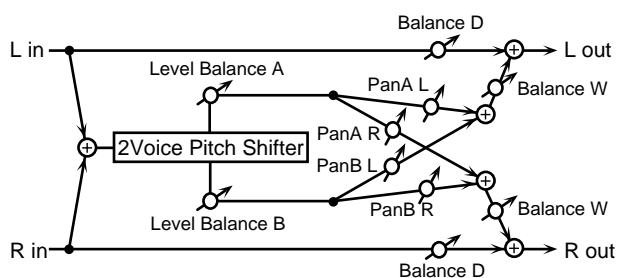 Balance D
L in
L out
Level Balance A
PanA L
Balance W
PanA R
2Voice Pitch Shifter
PanB L
PanB R
Level Balance B
Balance W
R in
R out
Balance D